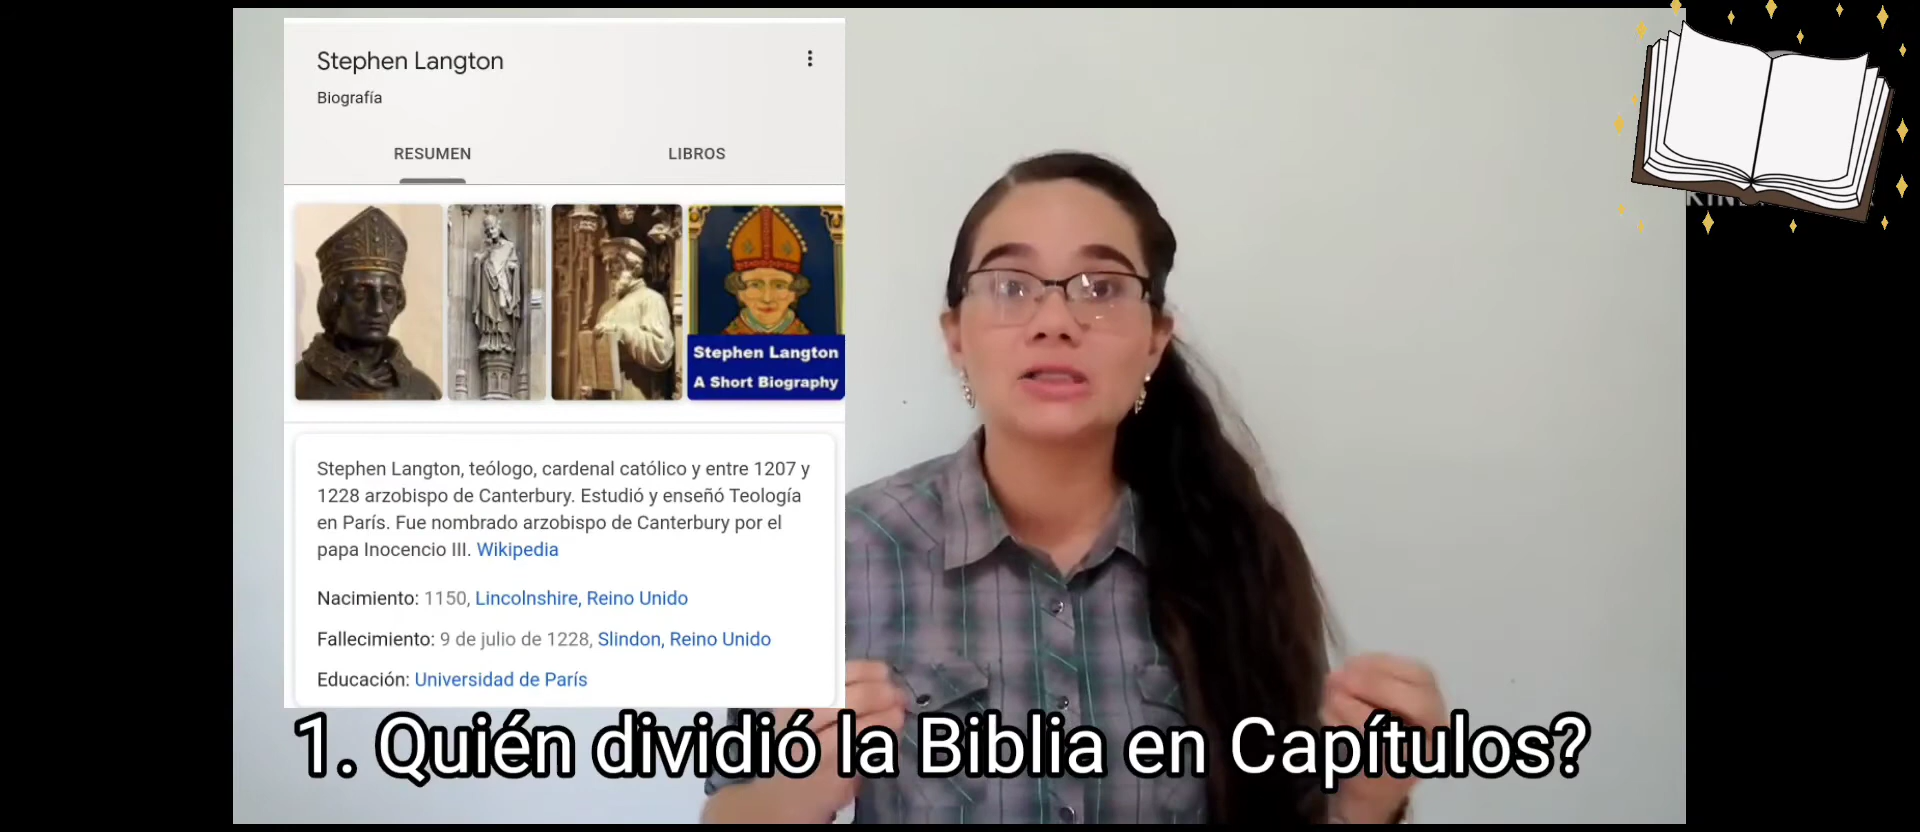 Stephen Langton
Biografía
RESUMEN
LIBROS
Stephen Langton
A Short Biography
Stephen Langton, teólogo, cardenal católico y entre 1207 y
1228 arzobispo de Canterbury. Estudió y enseñó Teología
en París. Fue nombrado arzobispo de Canterbury por el
papa Inocencio III. Wikipedia
Nacimiento: 1150, Lincolnshire, Reino Unido
Fallecimiento: 9 de julio de 1228, Slindon, Reino Unido
Educación: Universidad de París
1. Quién dividió la Biblia en Capítulos?